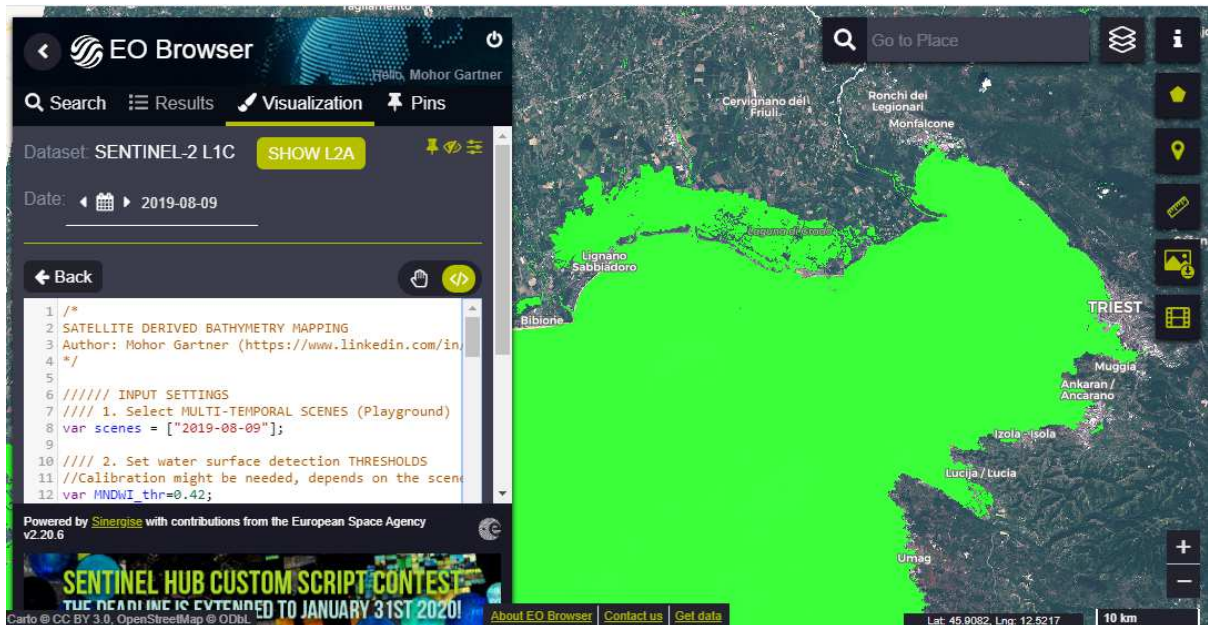 Tagliamento
EO Browser
Hello, Mohor Gartner
Search Results Visualization Pins
Dataset: SENTINEL-2 L1C SHOW L2A
Date: 2019-08-09
Back
1 /*
2 SATELLITE DERIVED BATHYMETRY MAPPING
3 Author: Mohor Gartner (https://www.linkedin.com/in/
4 */
5
6 ////// INPUT SETTINGS
7 //// 1. Select MULTI-TEMPORAL SCENES (Playground)
8 var scenes = ["2019-08-09"];
9
10 //// 2. Set water surface detection THRESHOLDS
11 //Calibration might be needed, depends on the scene
12 var MNDWI_thr=0.42;
Powered by Sinergise with contributions from the European Space Agency
v2.20.6
SENTINEL HUB CUSTOM SCRIPT CONTEST:
THE DEADLINE IS EXTENDED TO JANUARY 31ST 2020!
Carto © CC BY 3.0, OpenStreetMap © ODbL
About EO Browser Contact us Get data
Go to Place
Cervignano del
Friuli
Ronchi dei
Legionari
Monfalcone
Laguna di Grado
Lignano
Sabbiadoro
Bibione
TRIEST
Muggia
Ankaran /
Ancarano
Izola - Isola
Lucija / Lucia
Umag
Lat: 45.9082, Lng: 12.5217
10 km